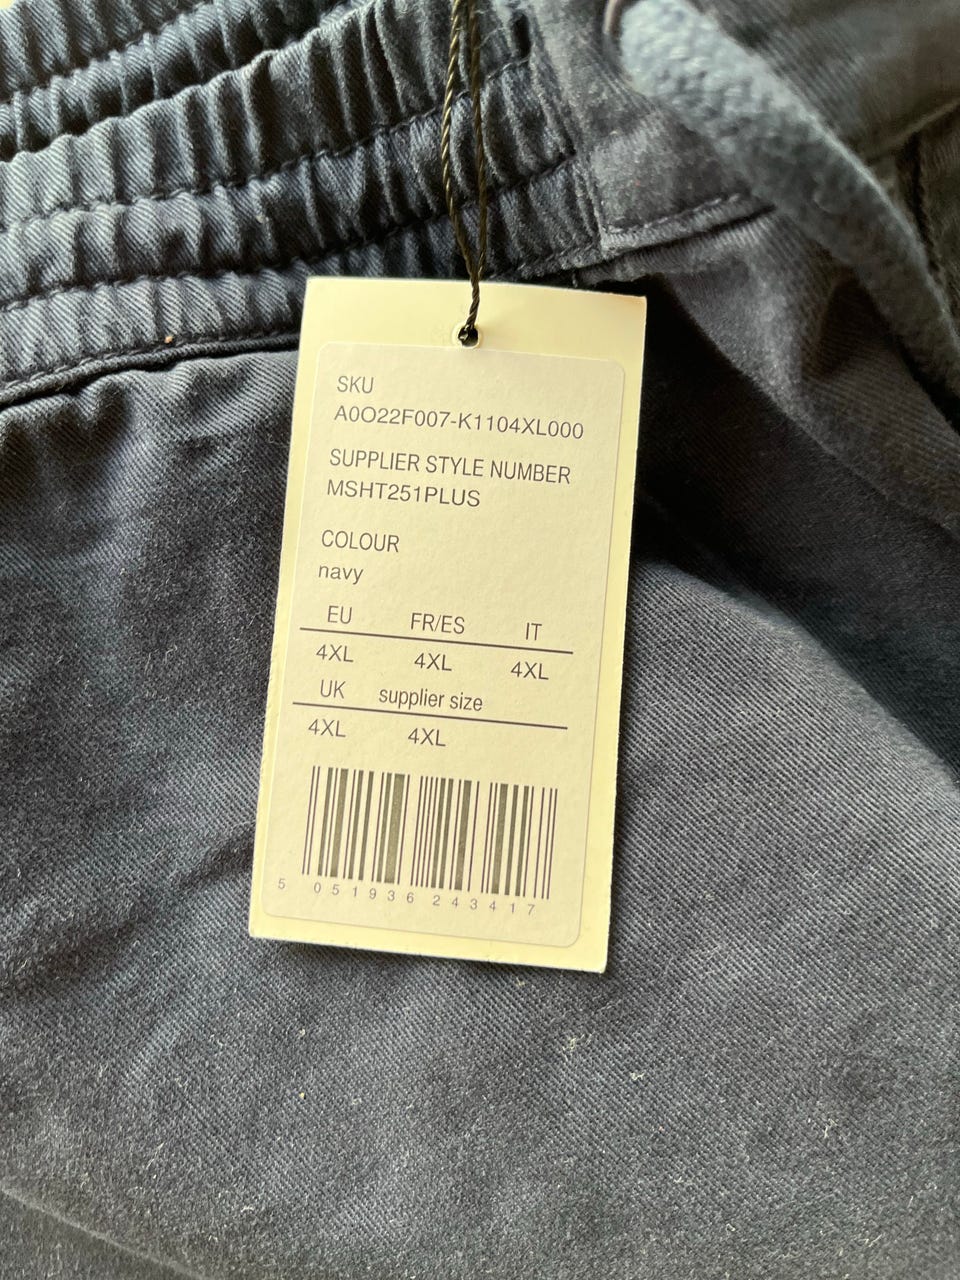 SKU
A0O22F007-K1104XL000
SUPPLIER STYLE NUMBER
MSHT251PLUS
COLOUR
navy
EU FR/ES IT
4XL 4XL 4XL
UK supplier size
4XL 4XL
5 051936 243417